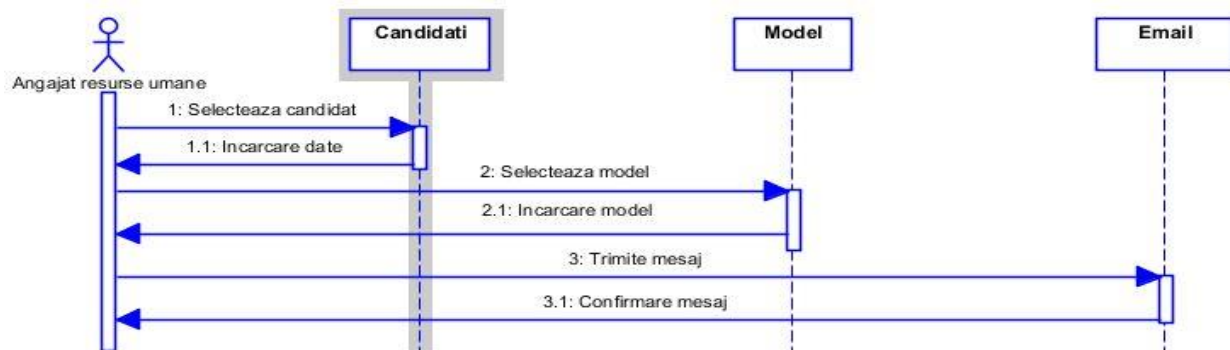 Candidati
Model
Email
Angajat resurse umane
1: Selecteaza candidat
1.1: Incarcare date
2: Selecteaza model
2.1: Incarcare model
3: Trimite mesaj
3.1: Confirmare mesaj